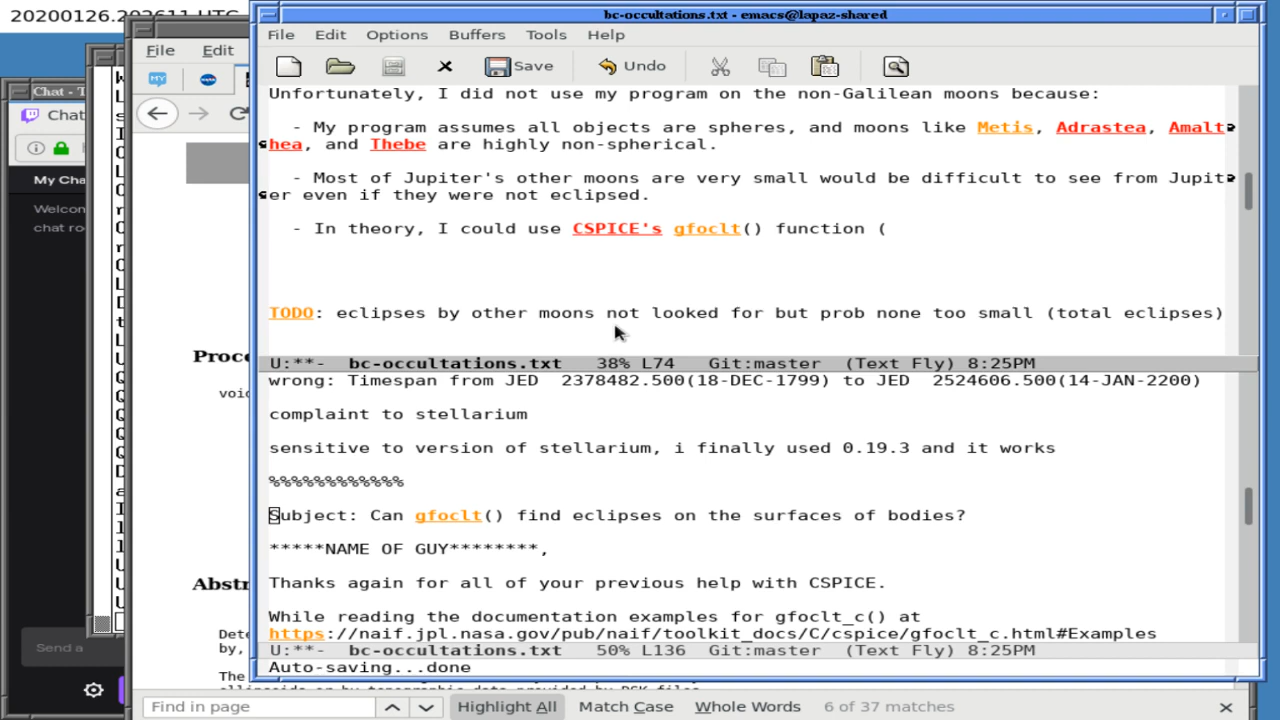 20200126.202611 UTC
bc-occultations.txt - emacs@lapaz-shared
File Edit Options Buffers Tools Help
Save Undo
Unfortunately, I did not use my program on the non-Galilean moons because:
- My program assumes all objects are spheres, and moons like Metis, Adrastea, Amalt
hea, and Thebe are highly non-spherical.
- Most of Jupiter's other moons are very small would be difficult to see from Jupit
er even if they were not eclipsed.
- In theory, I could use CSPICE's gfoclt() function (
TODO: eclipses by other moons not looked for but prob none too small (total eclipses)
U:**- bc-occultations.txt 38% L74 Git:master (Text Fly) 8:25PM
wrong: Timespan from JED 2378482.500(18-DEC-1799) to JED 2524606.500(14-JAN-2200)
complaint to stellarium
sensitive to version of stellarium, i finally used 0.19.3 and it works
%%%%%%%%%%%%
Subject: Can gfoclt() find eclipses on the surfaces of bodies?
*****NAME OF GUY********,
Thanks again for all of your previous help with CSPICE.
While reading the documentation examples for gfoclt_c() at
https://naif.jpl.nasa.gov/pub/naif/toolkit_docs/C/cspice/gfoclt_c.html#Examples
U:**- bc-occultations.txt 50% L136 Git:master (Text Fly) 8:25PM
Auto-saving...done
File Edit
MY
Chat - T
Chat
My Cha
Welcon
chat ro
Send a
Proce
voic
Abstr
Dete
by,
The
Find in page
Highlight All Match Case Whole Words 6 of 37 matches